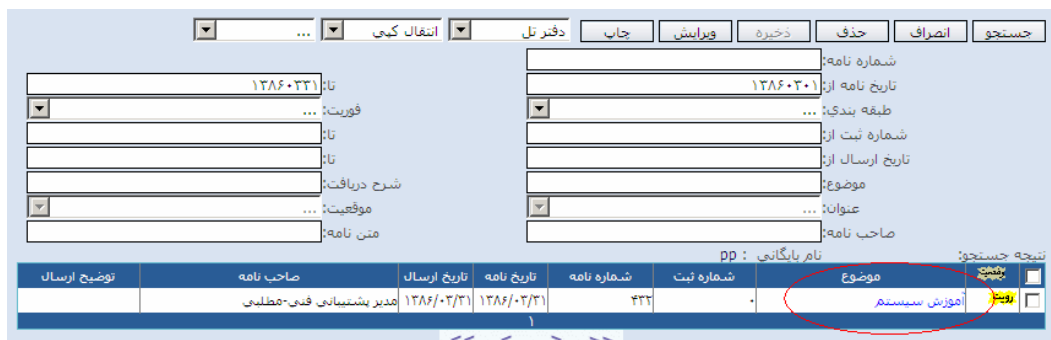 جستجو انصراف حذف ذخیره ویرایش چاپ دفتر تل انتقال کپی ...
شماره نامه:
تاریخ نامه از: ۱۳۸۶۰۳۰۱ تا: ۱۳۸۶۰۳۳۱
طبقه بندي: ... فوریت: ...
شماره ثبت از: تا:
تاریخ ارسال از: تا:
موضوع: شرح دریافت:
عنوان: ... موقعیت: ...
صاحب نامه: متن نامه:
نتیجه جستجو: نام بایگانی : pp
موضوع شماره ثبت شماره نامه تاریخ نامه تاریخ ارسال صاحب نامه توضیح ارسال
رویت آموزش سیستم ۰ ۴۳۲ ۱۳۸۶/۰۳/۳۱ ۱۳۸۶/۰۳/۳۱ مدیر پشتیبانی فنی-مطلبی
۱
<< < > >>